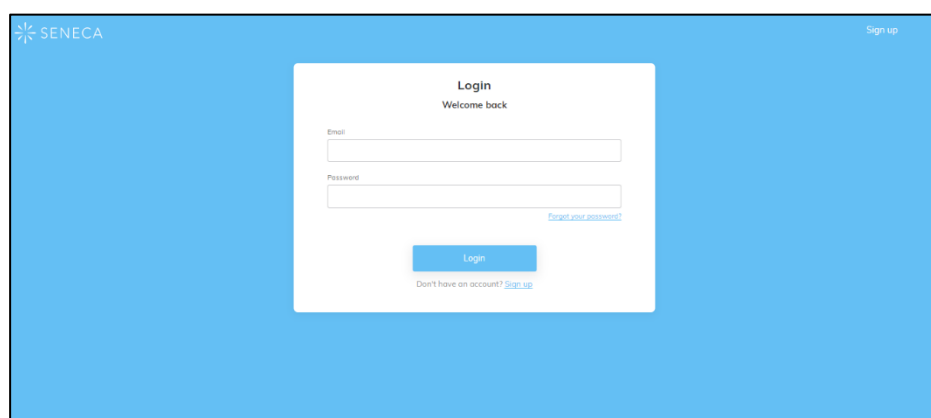 SENECA
Sign up
Login
Welcome back
Email
Password
Forgot your password?
Login
Don't have an account? Sign up